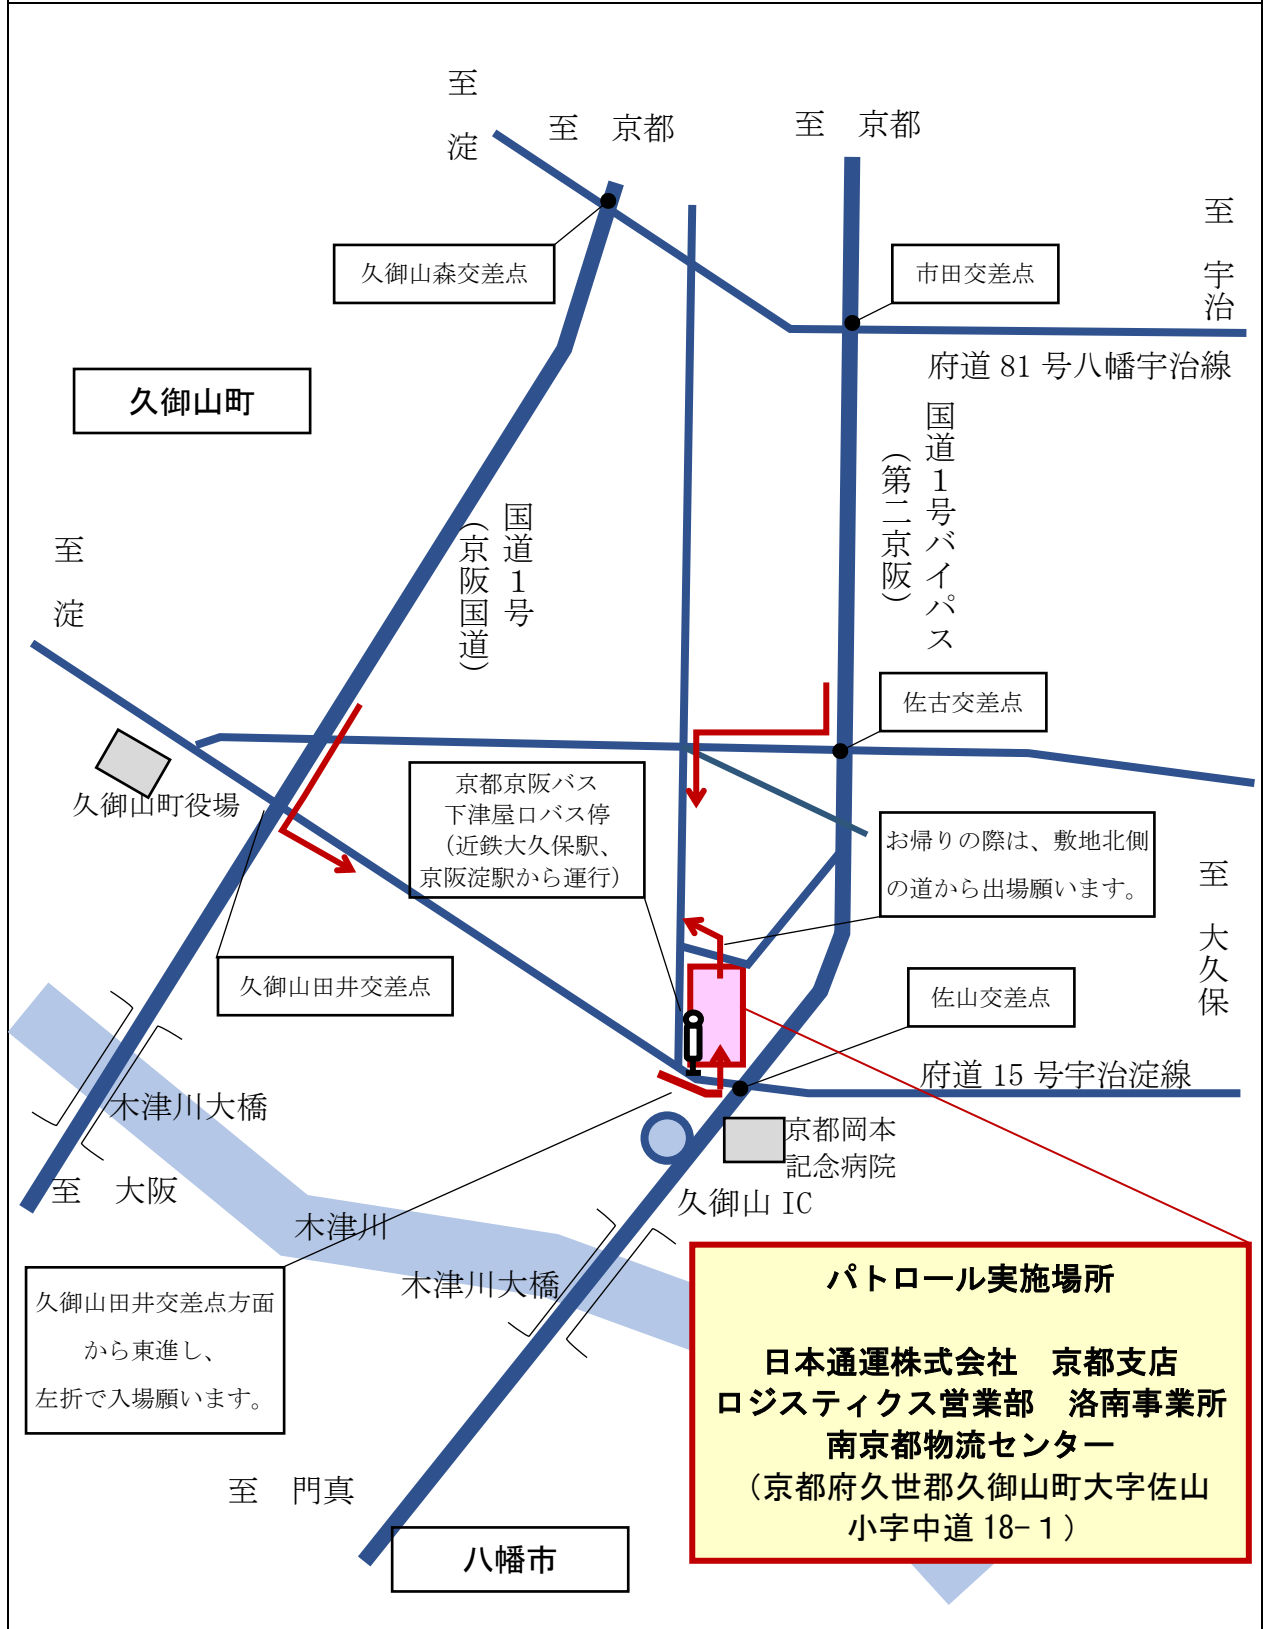 至　淀
至　京都
至　京都
至　宇治
久御山森交差点
市田交差点
府道 81 号八幡宇治線
久御山町
国道１号バイパス
（第二京阪）
国道１号
（京阪国道）
至　淀
佐古交差点
久御山町役場
京都京阪バス
下津屋口バス停
（近鉄大久保駅、
京阪淀駅から運行）
お帰りの際は、敷地北側
の道から出場願います。
至　大久保
久御山田井交差点
佐山交差点
府道 15 号宇治淀線
木津川大橋
京都岡本
記念病院
至　大阪
久御山 IC
木津川
木津川大橋
久御山田井交差点方面
から東進し、
左折で入場願います。
パトロール実施場所
日本通運株式会社　京都支店
ロジスティクス営業部　洛南事業所
南京都物流センター
（京都府久世郡久御山町大字佐山
小字中道 18-１）
至　門真
八幡市